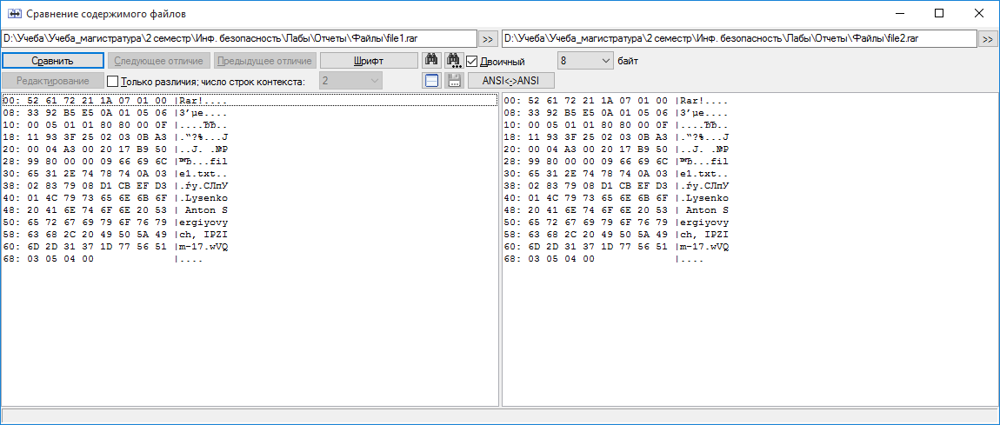 Сравнение содержимого файлов
D:\Учеба\Учеба_магистратура\2 семестр\Инф. безопасность\Лабы\Отчеты\Файлы\file1.rar >> D:\Учеба\Учеба_магистратура\2 семестр\Инф. безопасность\Лабы\Отчеты\Файлы\file2.rar >>
Сравнить Следующее отличие Предыдущее отличие Шрифт Двоичный 8 байт
Редактирование Только различия; число строк контекста: 2 ANSI<->ANSI
00: 52 61 72 21 1A 07 01 00 |Rar!....
08: 33 92 B5 E5 0A 01 05 06 |3’µе....
10: 00 05 01 01 80 80 00 0F |....ЂЂ..
18: 11 93 3F 25 02 03 0B A3 |.“?%...Ј
20: 00 04 A3 00 20 17 B9 50 |..Ј. .№P
28: 99 80 00 00 09 66 69 6C |™Ђ...fil
30: 65 31 2E 74 78 74 0A 03 |e1.txt..
38: 02 83 79 08 D1 CB EF D3 |.ѓy.СЛпУ
40: 01 4C 79 73 65 6E 6B 6F |.Lysenko
48: 20 41 6E 74 6F 6E 20 53 | Anton S
50: 65 72 67 69 79 6F 76 79 |ergiyovy
58: 63 68 2C 20 49 50 5A 49 |ch, IPZI
60: 6D 2D 31 37 1D 77 56 51 |m-17.wVQ
68: 03 05 04 00 |....
00: 52 61 72 21 1A 07 01 00 |Rar!....
08: 33 92 B5 E5 0A 01 05 06 |3’µе....
10: 00 05 01 01 80 80 00 0F |....ЂЂ..
18: 11 93 3F 25 02 03 0B A3 |.“?%...Ј
20: 00 04 A3 00 20 17 B9 50 |..Ј. .№P
28: 99 80 00 00 09 66 69 6C |™Ђ...fil
30: 65 31 2E 74 78 74 0A 03 |e1.txt..
38: 02 83 79 08 D1 CB EF D3 |.ѓy.СЛпУ
40: 01 4C 79 73 65 6E 6B 6F |.Lysenko
48: 20 41 6E 74 6F 6E 20 53 | Anton S
50: 65 72 67 69 79 6F 76 79 |ergiyovy
58: 63 68 2C 20 49 50 5A 49 |ch, IPZI
60: 6D 2D 31 37 1D 77 56 51 |m-17.wVQ
68: 03 05 04 00 |....